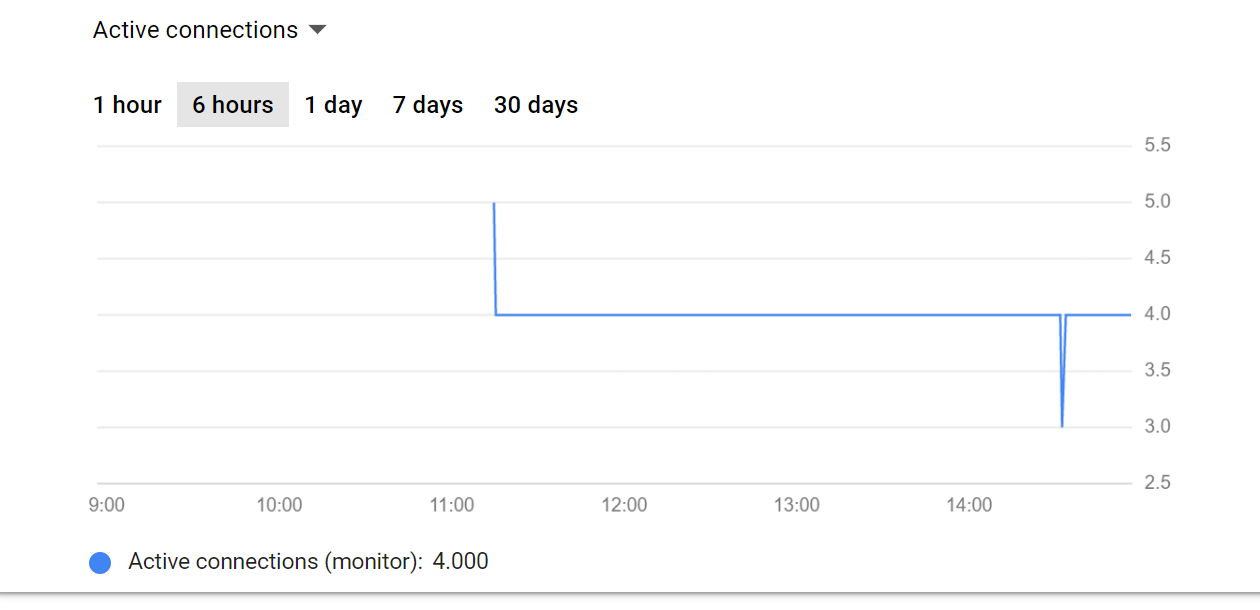 Active connections
1 hour 6 hours 1 day 7 days 30 days
5.5
5.0
4.5
4.0
3.5
3.0
2.5
9:00 10:00 11:00 12:00 13:00 14:00
Active connections (monitor): 4.000